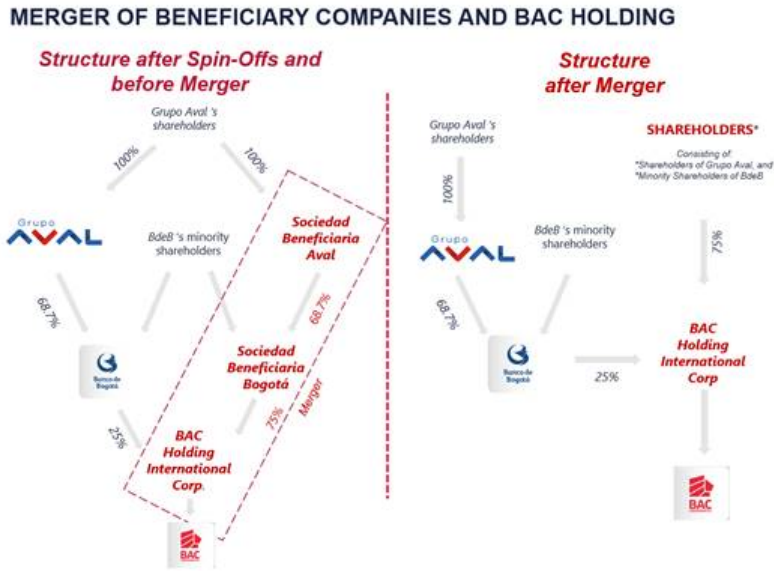 MERGER OF BENEFICIARY COMPANIES AND BAC HOLDING
Structure after Spin-Offs and
before Merger
Grupo Aval 's
shareholders
100%
100%
Grupo
AVAL
BdeB 's minority
shareholders
Sociedad
Beneficiaria
Aval
68.7%
68.7%
Banco de
Bogotá
Sociedad
Beneficiaria
Bogotá
Merger
25%
75%
BAC
Holding
International
Corp.
BAC
Structure
after Merger
Grupo Aval 's
shareholders
SHAREHOLDERS*
Consisting of:
*Shareholders of Grupo Aval, and
*Minority Shareholders of BdeB
100%
Grupo
AVAL
BdeB 's minority
shareholders
75%
68.7%
Banco de
Bogotá
25%
BAC
Holding
International
Corp
BAC